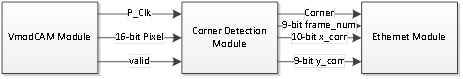 VmodCAM Module
P_Clk
16-bit Pixel
valid
Corner Detection
Module
Corner
9-bit frame_num
10-bit x_corr
9-bit y_corr
Ethernet Module